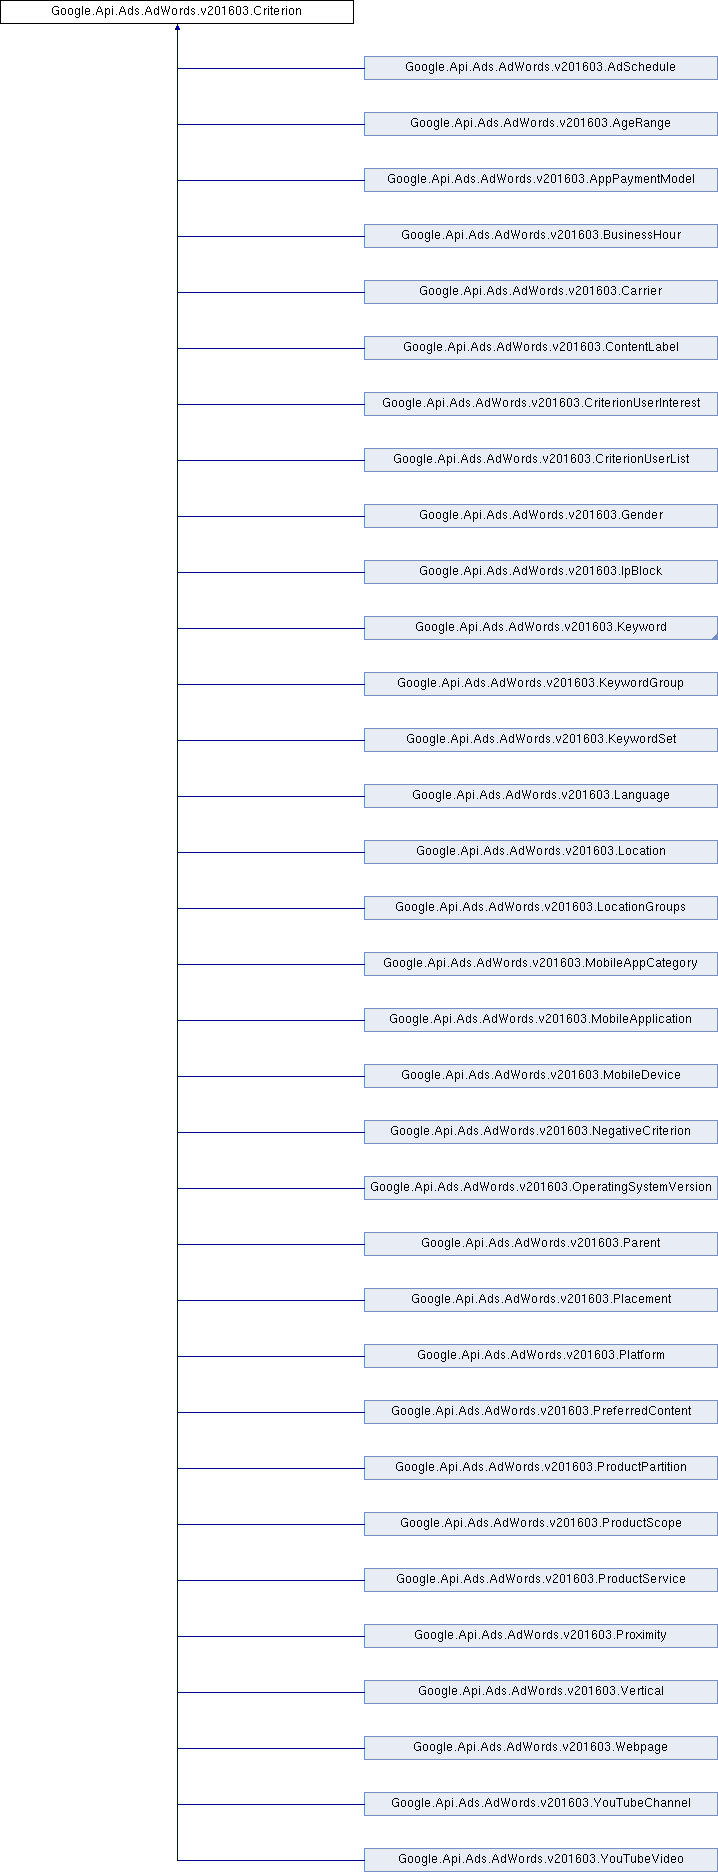 Google.Api.Ads.AdWords.v201603.Criterion
Google.Api.Ads.AdWords.v201603.AdSchedule
Google.Api.Ads.AdWords.v201603.AgeRange
Google.Api.Ads.AdWords.v201603.AppPaymentModel
Google.Api.Ads.AdWords.v201603.BusinessHour
Google.Api.Ads.AdWords.v201603.Carrier
Google.Api.Ads.AdWords.v201603.ContentLabel
Google.Api.Ads.AdWords.v201603.CriterionUserInterest
Google.Api.Ads.AdWords.v201603.CriterionUserList
Google.Api.Ads.AdWords.v201603.Gender
Google.Api.Ads.AdWords.v201603.IpBlock
Google.Api.Ads.AdWords.v201603.Keyword
Google.Api.Ads.AdWords.v201603.KeywordGroup
Google.Api.Ads.AdWords.v201603.KeywordSet
Google.Api.Ads.AdWords.v201603.Language
Google.Api.Ads.AdWords.v201603.Location
Google.Api.Ads.AdWords.v201603.LocationGroups
Google.Api.Ads.AdWords.v201603.MobileAppCategory
Google.Api.Ads.AdWords.v201603.MobileApplication
Google.Api.Ads.AdWords.v201603.MobileDevice
Google.Api.Ads.AdWords.v201603.NegativeCriterion
Google.Api.Ads.AdWords.v201603.OperatingSystemVersion
Google.Api.Ads.AdWords.v201603.Parent
Google.Api.Ads.AdWords.v201603.Placement
Google.Api.Ads.AdWords.v201603.Platform
Google.Api.Ads.AdWords.v201603.PreferredContent
Google.Api.Ads.AdWords.v201603.ProductPartition
Google.Api.Ads.AdWords.v201603.ProductScope
Google.Api.Ads.AdWords.v201603.ProductService
Google.Api.Ads.AdWords.v201603.Proximity
Google.Api.Ads.AdWords.v201603.Vertical
Google.Api.Ads.AdWords.v201603.Webpage
Google.Api.Ads.AdWords.v201603.YouTubeChannel
Google.Api.Ads.AdWords.v201603.YouTubeVideo